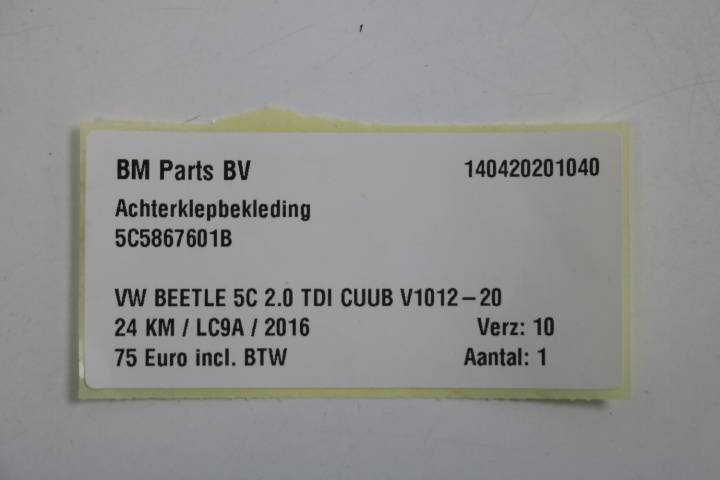 BM Parts BV 140420201040
Achterklepbekleding
5C5867601B
VW BEETLE 5C 2.0 TDI CUUB V1012-20
24 KM / LC9A / 2016 Verz: 10
75 Euro incl. BTW Aantal: 1